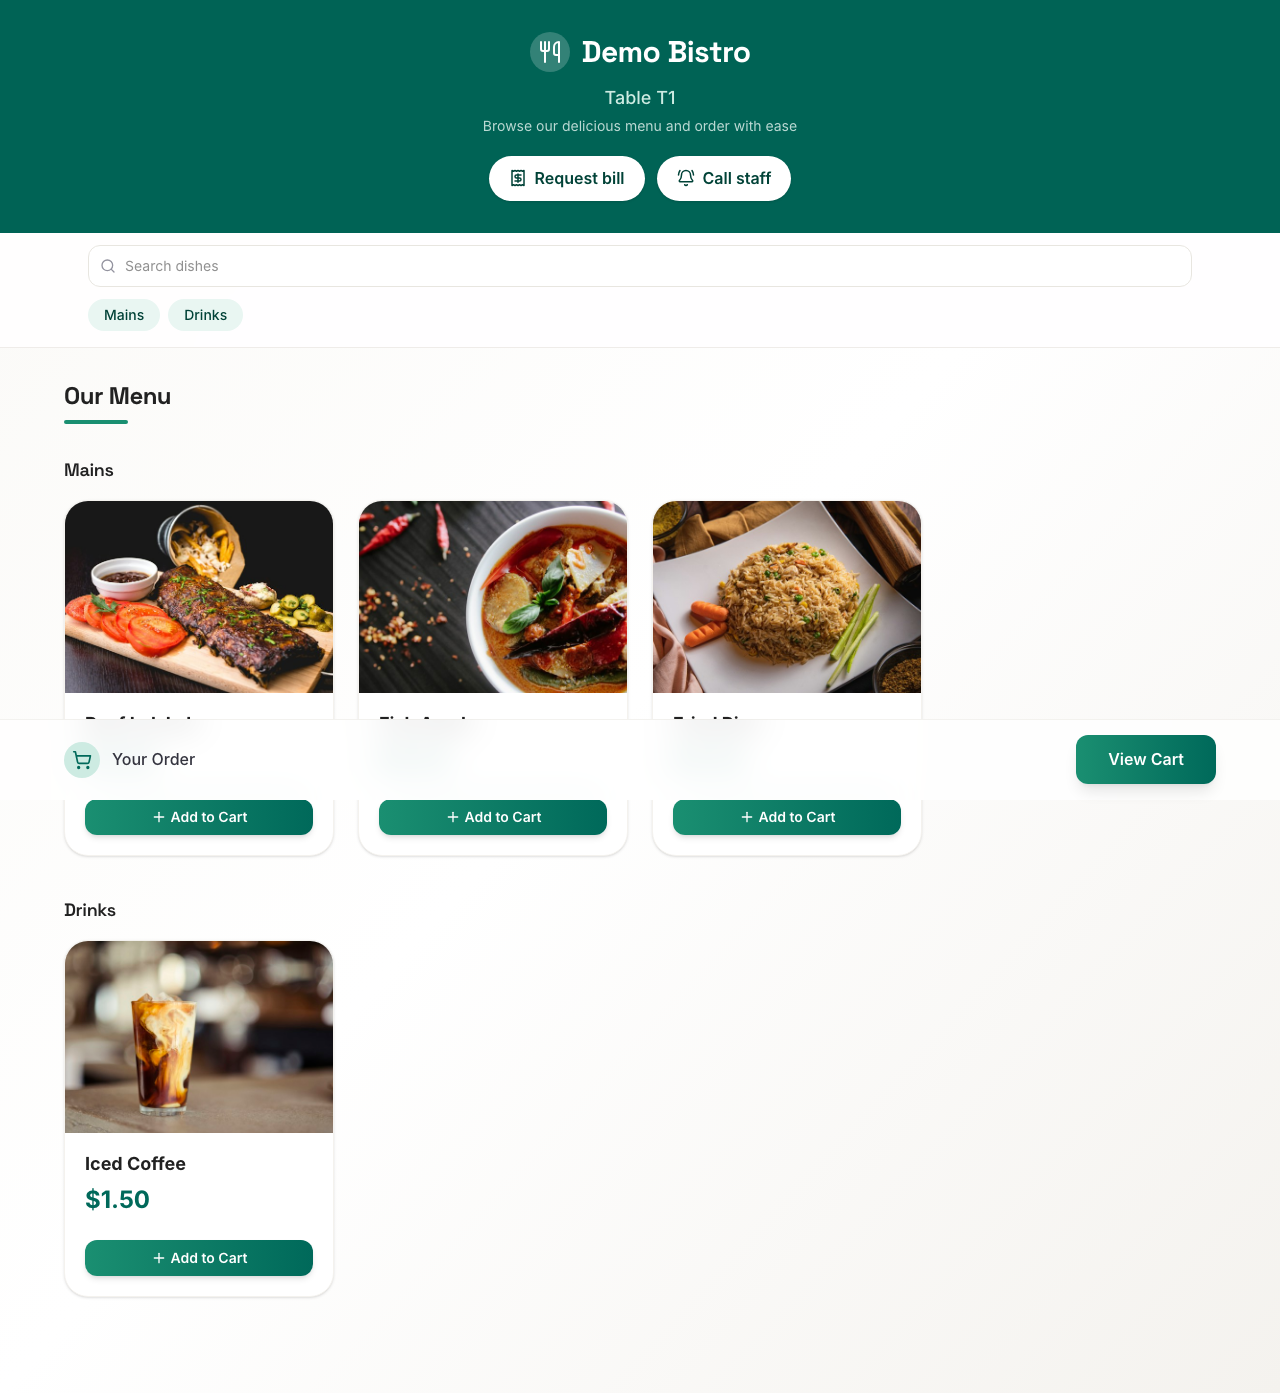 Demo Bistro
Table T1
Browse our delicious menu and order with ease
Request bill
Call staff
Search dishes
Mains
Drinks
Our Menu
Mains
Your Order
View Cart
Add to Cart
Add to Cart
Add to Cart
Drinks
Iced Coffee
$1.50
Add to Cart